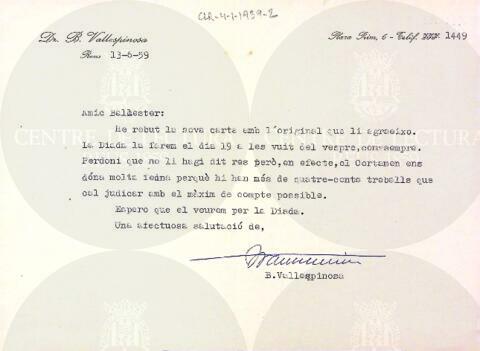 CLR-4-1-1959-2
Dr. B. Vallespinosa
Plaza Prim, 6 - Teléf. 1449
Reus 13-6-59
Amic Ballester:
He rebut la seva carta amb l'original que li agraeixo.
La Diada la farem el dia 19 a les vuit del vespre, com sempre.
Perdoni que no li hagi dit res però, en efecte, el Certamen ens
dóna molta feina perquè hi han més de quatre-cents treballs que
cal judicar amb el màxim de compte possible.
Espero que el veurem per la Diada.
Una afectuosa salutació de,
B.Vallespinosa